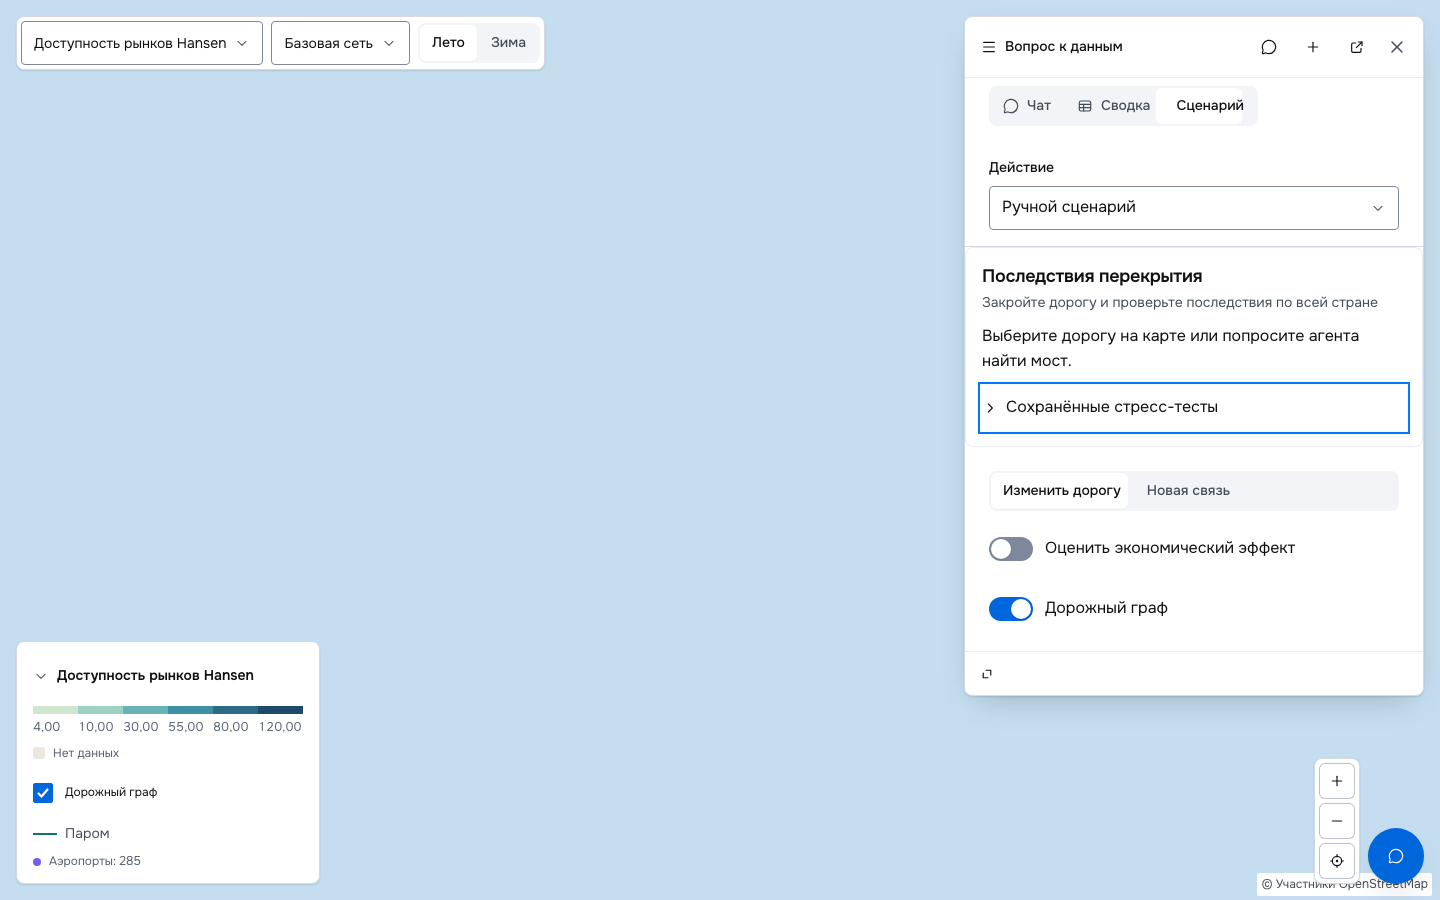 Доступность рынков Hansen
Базовая сеть
Лето
Зима
Вопрос к данным
Чат
Сводка
Сценарий
Действие
Ручной сценарий
Последствия перекрытия
Закройте дорогу и проверьте последствия по всей стране
Выберите дорогу на карте или попросите агента
найти мост.
Сохранённые стресс-тесты
Изменить дорогу
Новая связь
Оценить экономический эффект
Дорожный граф
Доступность рынков Hansen
4,00 10,00 30,00 55,00 80,00 120,00
Нет данных
Дорожный граф
Паром
Аэропорты: 285
© Участники OpenStreetMap